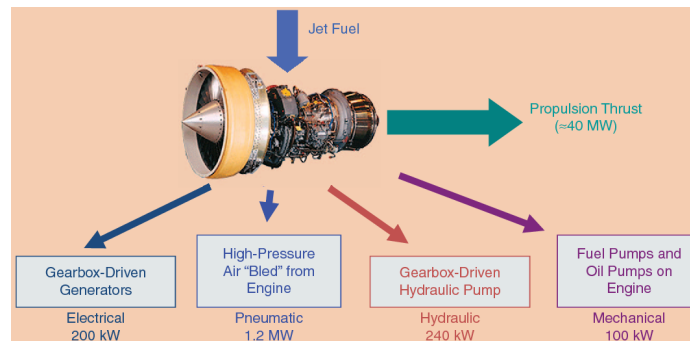 Jet Fuel
Propulsion Thrust
(≈40 MW)
Gearbox-Driven
Generators
High-Pressure
Air “Bled” from
Engine
Gearbox-Driven
Hydraulic Pump
Fuel Pumps and
Oil Pumps on
Engine
Electrical
200 kW
Pneumatic
1.2 MW
Hydraulic
240 kW
Mechanical
100 kW